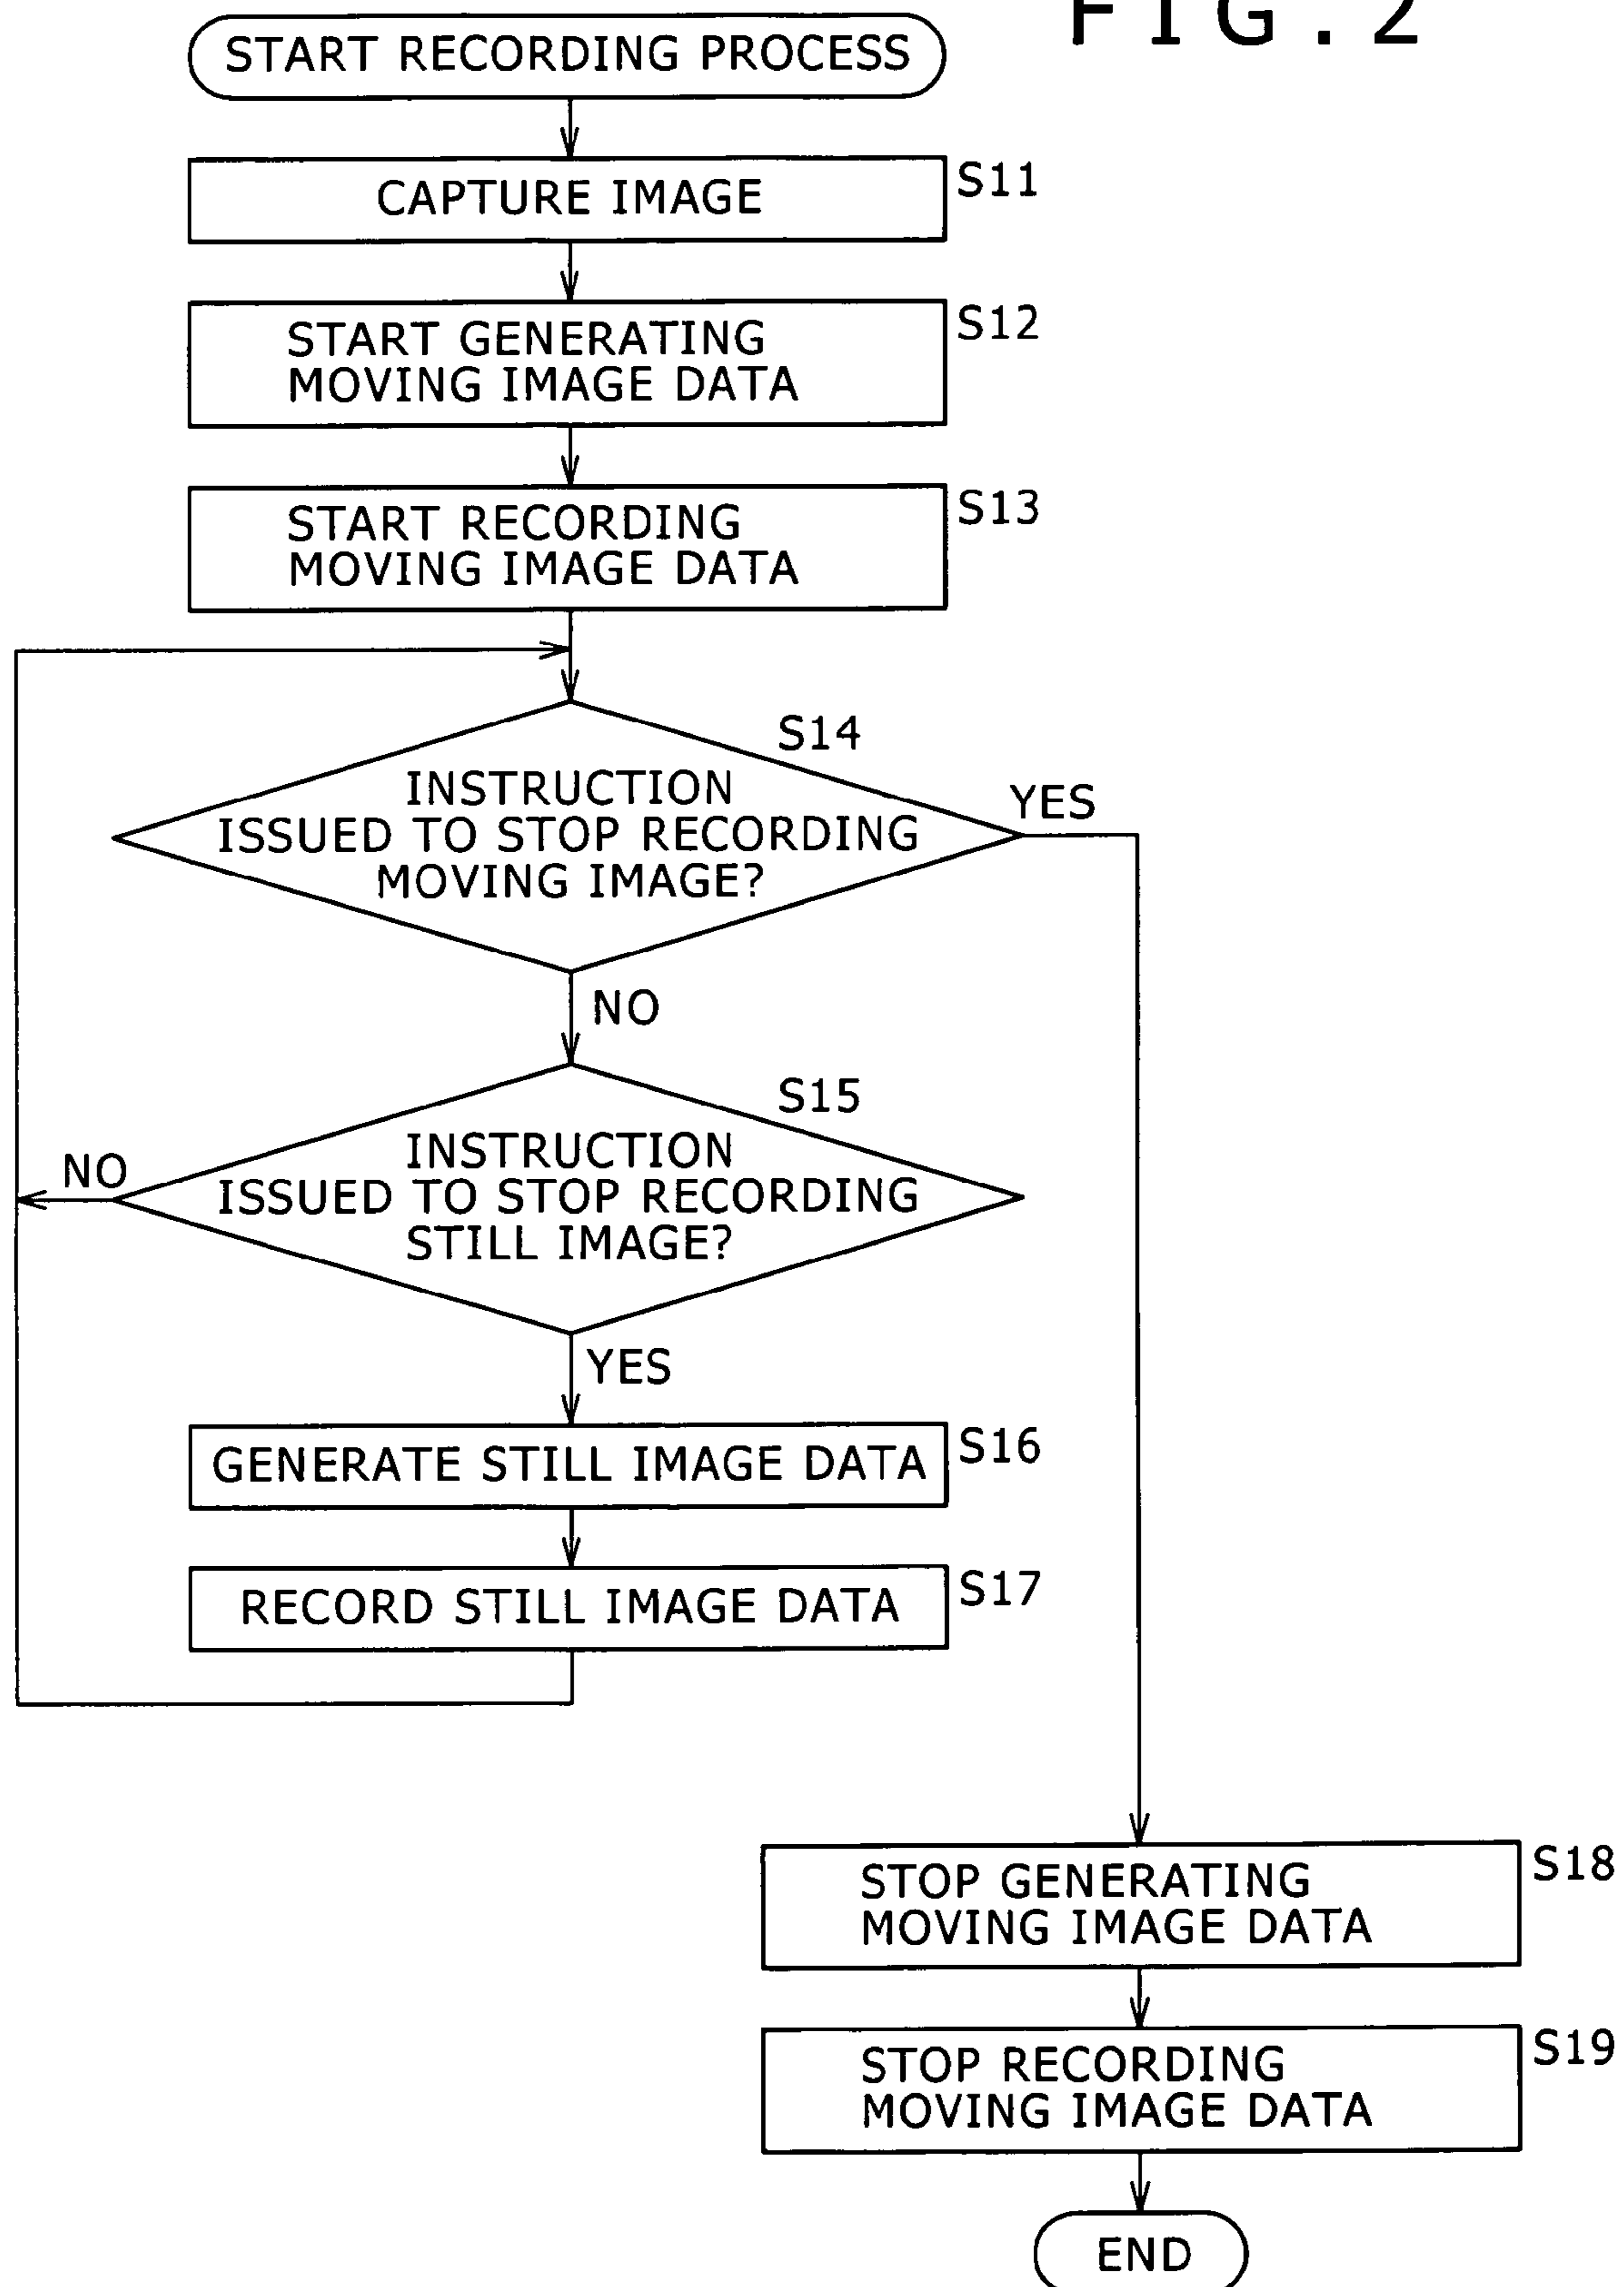 FIG.2
START RECORDING PROCESS
CAPTURE IMAGE
S11
START GENERATING
MOVING IMAGE DATA
S12
START RECORDING
MOVING IMAGE DATA
S13
S14
INSTRUCTION
ISSUED TO STOP RECORDING
MOVING IMAGE?
YES
NO
S15
INSTRUCTION
ISSUED TO STOP RECORDING
STILL IMAGE?
NO
YES
GENERATE STILL IMAGE DATA
S16
RECORD STILL IMAGE DATA
S17
STOP GENERATING
MOVING IMAGE DATA
S18
STOP RECORDING
MOVING IMAGE DATA
S19
END